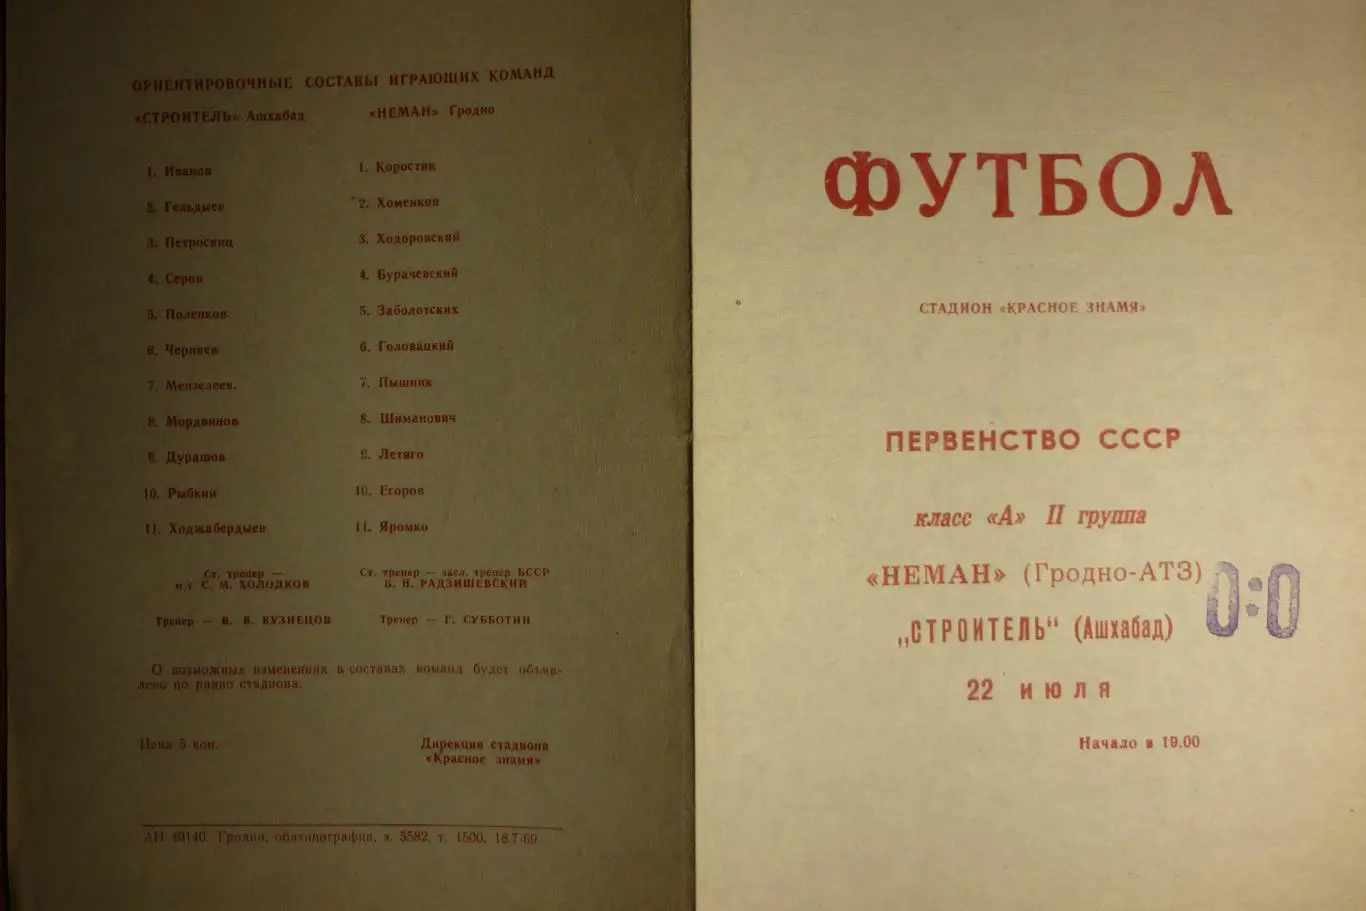 ОРИЕНТИРОВОЧНЫЕ СОСТАВЫ ИГРАЮЩИХ КОМАНД
«СТРОИТЕЛЬ» Ашхабад
1. Иванов
2. Гельдыев
3. Петросянц
4. Серов
5. Поленков
6. Черняев
7. Мензелеев.
8. Мордвинов
9. Дурашов
10. Рыбкин
11. Ходжабердыев
Ст. тренер —
м/с С. М. ХОЛОДКОВ
Тренер — В. Я. КУЗНЕЦОВ
«НЕМАН» Гродно
1. Коростик
2. Хоменков
3. Ходоровский
4. Бурачевский
5. Заболотских
6. Головацкий
7. Пышник
8. Шиманович
9. Летяго
10. Егоров
11. Яромко
Ст. тренер — засл. тренер БССР
В. Н. РАДЗИШЕВСКИЙ
Тренер — Г. СУББОТИН
О возможных изменениях в составах команд будет объяв-
лено по радио стадиона.
Цена 5 коп.
Дирекция стадиона
«Красное знамя»
АН 40140. Гродно, облтипография, з. 5582, т. 1500, 18.7-69
ФУТБОЛ
СТАДИОН «КРАСНОЕ ЗНАМЯ»
ПЕРВЕНСТВО СССР
класс «А» II группа
«НЕМАН» (Гродно-АТЗ)
„СТРОИТЕЛЬ“ (Ашхабад)
0:0
22 ИЮЛЯ
Начало в 19.00